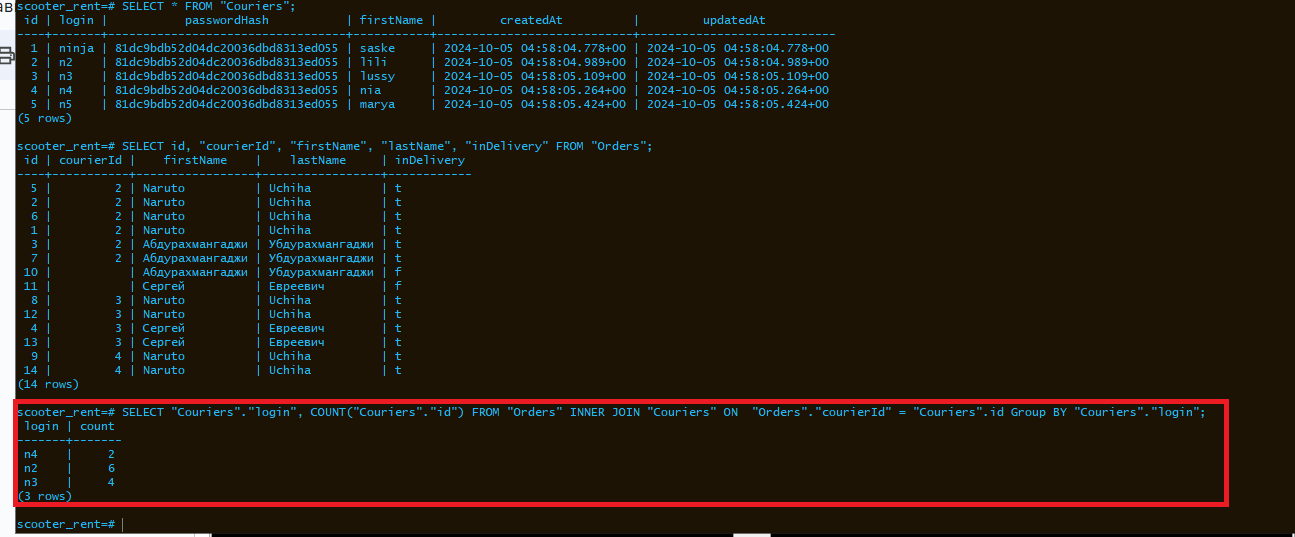 scooter_rent=# SELECT * FROM "Couriers";
 id | login |           passwordHash           | firstName |         createdAt          |         updatedAt
----+-------+----------------------------------+-----------+----------------------------+----------------------------
  1 | ninja | 81dc9bdb52d04dc20036dbd8313ed055 | saske     | 2024-10-05 04:58:04.778+00 | 2024-10-05 04:58:04.778+00
  2 | n2    | 81dc9bdb52d04dc20036dbd8313ed055 | lili      | 2024-10-05 04:58:04.989+00 | 2024-10-05 04:58:04.989+00
  3 | n3    | 81dc9bdb52d04dc20036dbd8313ed055 | lussy     | 2024-10-05 04:58:05.109+00 | 2024-10-05 04:58:05.109+00
  4 | n4    | 81dc9bdb52d04dc20036dbd8313ed055 | nia       | 2024-10-05 04:58:05.264+00 | 2024-10-05 04:58:05.264+00
  5 | n5    | 81dc9bdb52d04dc20036dbd8313ed055 | marya     | 2024-10-05 04:58:05.424+00 | 2024-10-05 04:58:05.424+00
(5 rows)
scooter_rent=# SELECT id, "courierId", "firstName", "lastName", "inDelivery" FROM "Orders";
 id | courierId |    firstName    |    lastName     | inDelivery
----+-----------+-----------------+-----------------+------------
  5 |         2 | Naruto          | Uchiha          | t
  2 |         2 | Naruto          | Uchiha          | t
  6 |         2 | Naruto          | Uchiha          | t
  1 |         2 | Naruto          | Uchiha          | t
  3 |         2 | Абдурахмангаджи | Убдурахмангаджи | t
  7 |         2 | Абдурахмангаджи | Убдурахмангаджи | t
 10 |           | Абдурахмангаджи | Убдурахмангаджи | f
 11 |           | Сергей          | Евреевич        | f
  8 |         3 | Naruto          | Uchiha          | t
 12 |         3 | Naruto          | Uchiha          | t
  4 |         3 | Сергей          | Евреевич        | t
 13 |         3 | Сергей          | Евреевич        | t
  9 |         4 | Naruto          | Uchiha          | t
 14 |         4 | Naruto          | Uchiha          | t
(14 rows)
scooter_rent=# SELECT "Couriers"."login", COUNT("Couriers"."id") FROM "Orders" INNER JOIN "Couriers" ON  "Orders"."courierId" = "Couriers".id Group BY "Couriers"."login";
 login | count
-------+-------
 n4    |     2
 n2    |     6
 n3    |     4
(3 rows)
scooter_rent=#